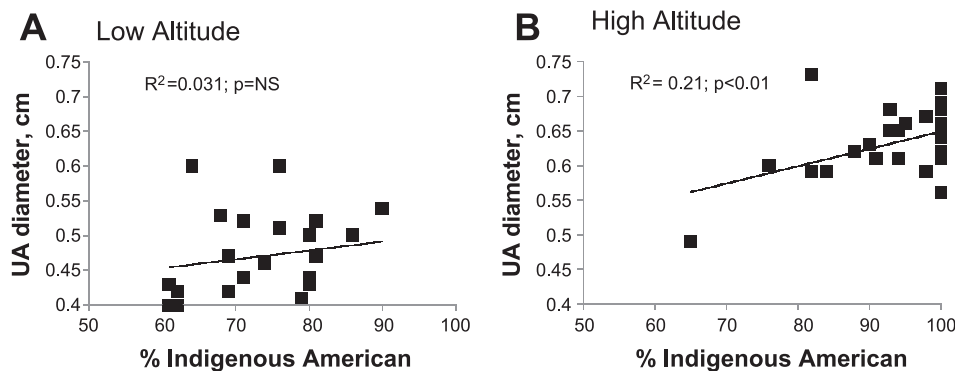 A Low Altitude
R²=0.031; p=NS
UA diameter, cm
0.75
0.7
0.65
0.6
0.55
0.5
0.45
0.4
50 60 70 80 90 100
% Indigenous American
B High Altitude
R²= 0.21; p<0.01
UA diameter, cm
0.75
0.7
0.65
0.6
0.55
0.5
0.45
0.4
50 60 70 80 90 100
% Indigenous American